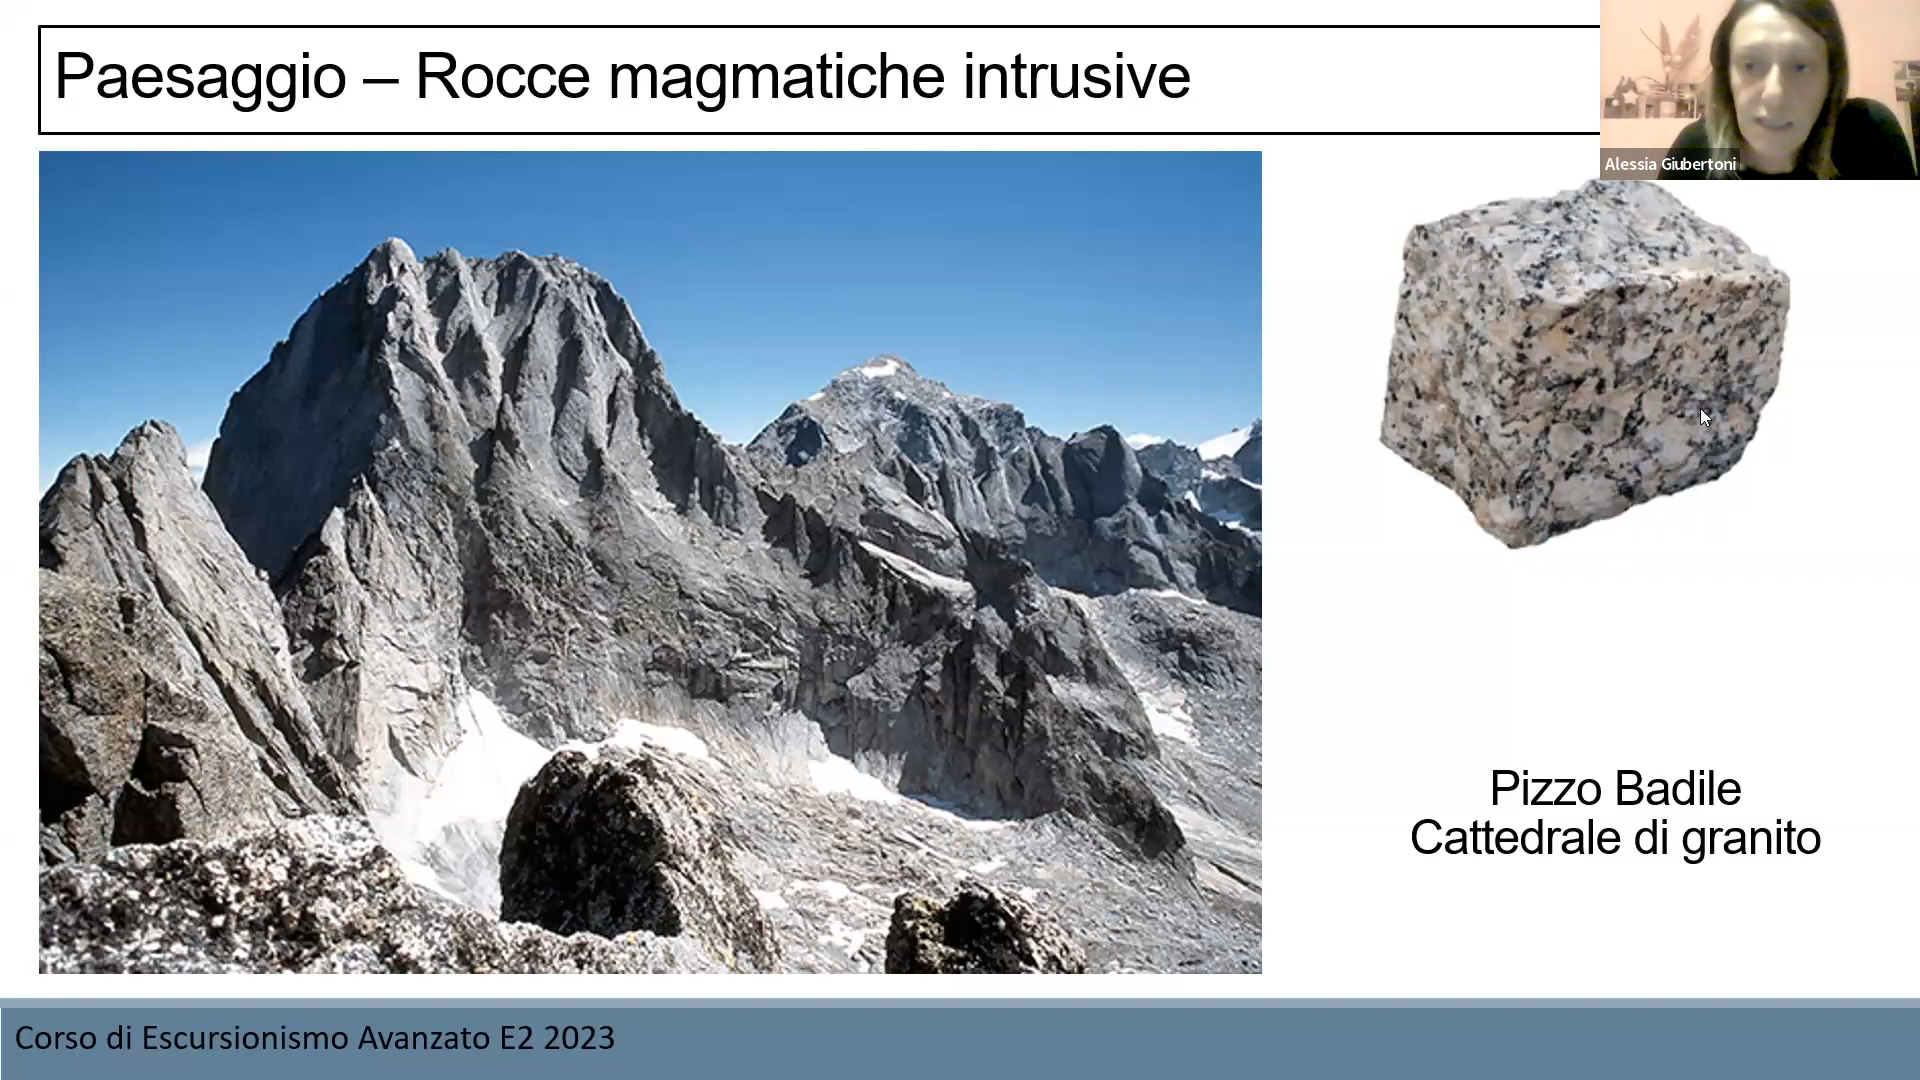 Paesaggio – Rocce magmatiche intrusive
Alessia Giubertoni
Pizzo Badile
Cattedrale di granito
Corso di Escursionismo Avanzato E2 2023